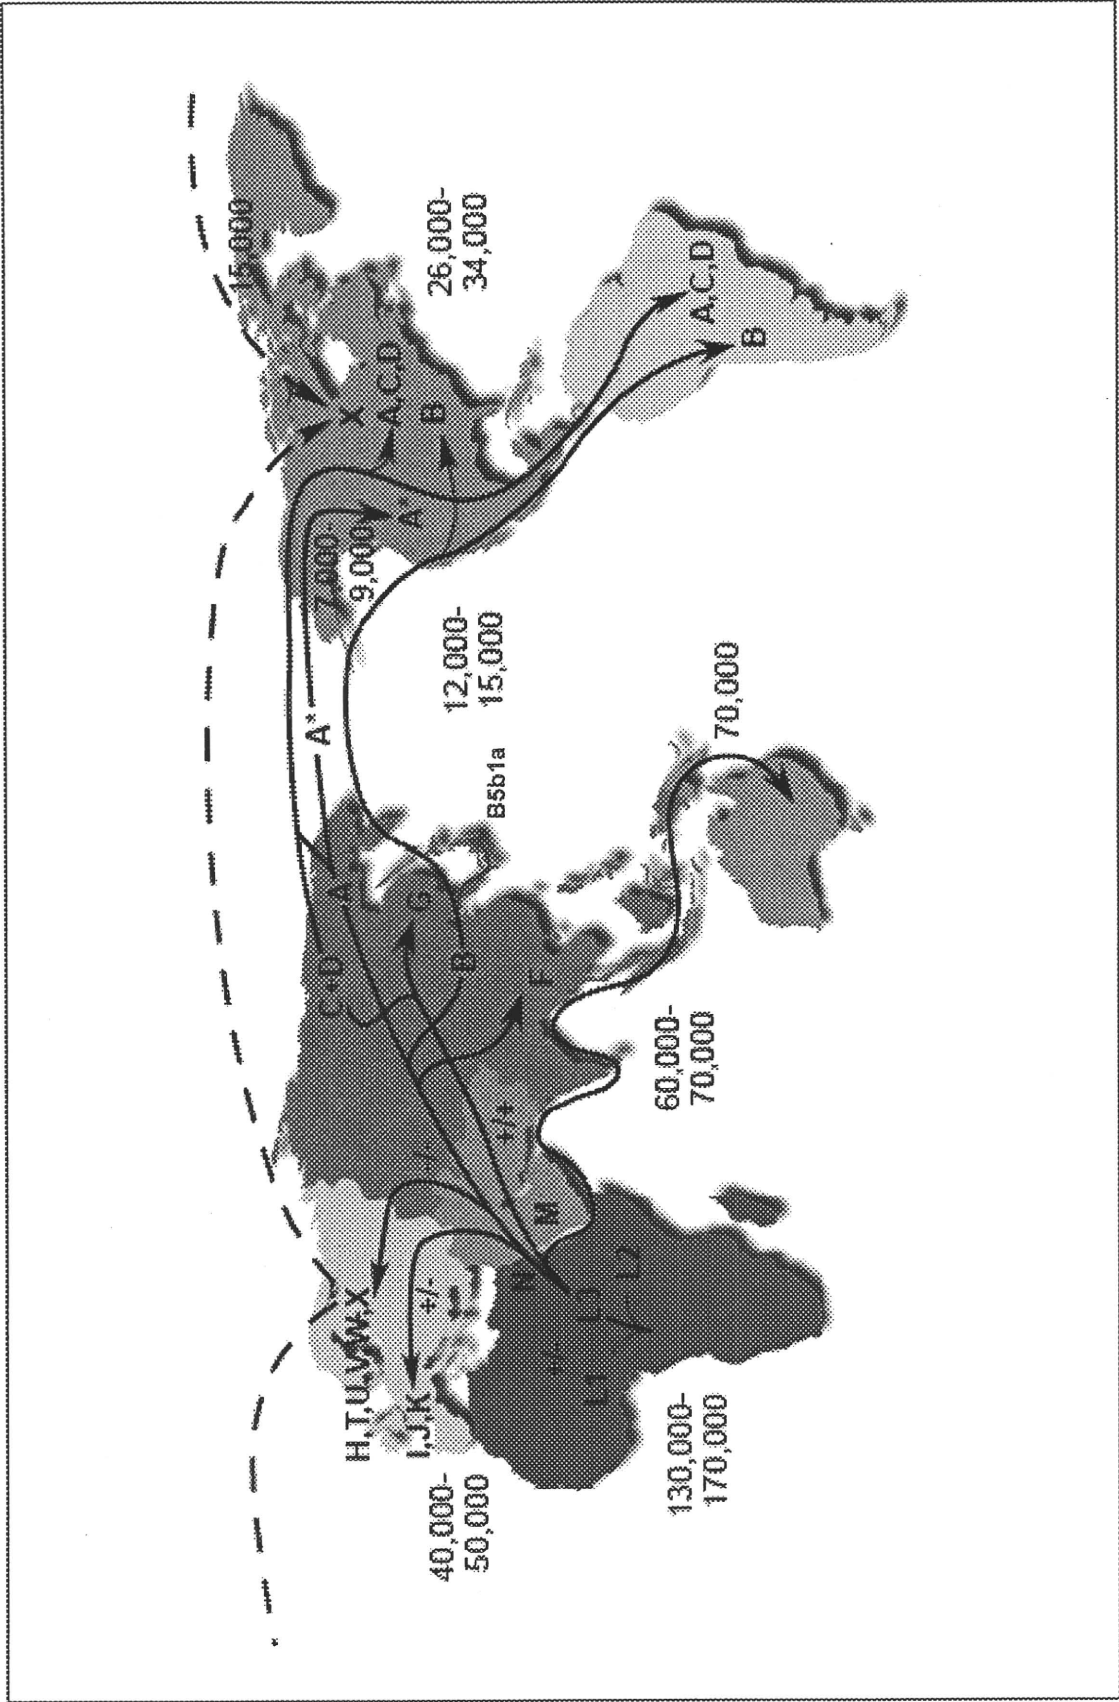 15,000
26,000-
34,000
X
A,C,D
B
A*
7,000-
9,000
A,C,D
B
12,000-
15,000
A*
B5b1a
70,000
A
G
C+D
B
F
60,000-
70,000
+/+
-/-
M
N
L3
L2
+/-
L1
H,T,U,V,W,X
+/-
I,J,K
40,000-
50,000
130,000-
170,000